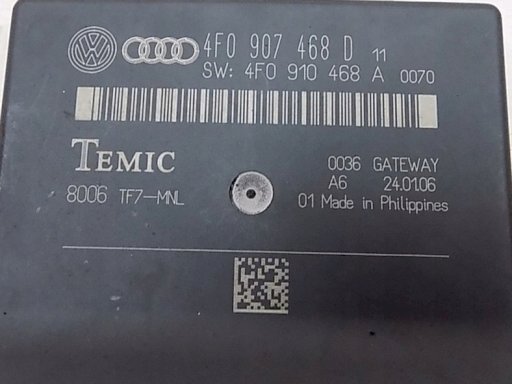 4F0 907 468 D 11
SW: 4F0 910 468 A 0070
TEMIC
0036 GATEWAY
8006 TF7-MNL
A6 24.01.06
01 Made in Philippines